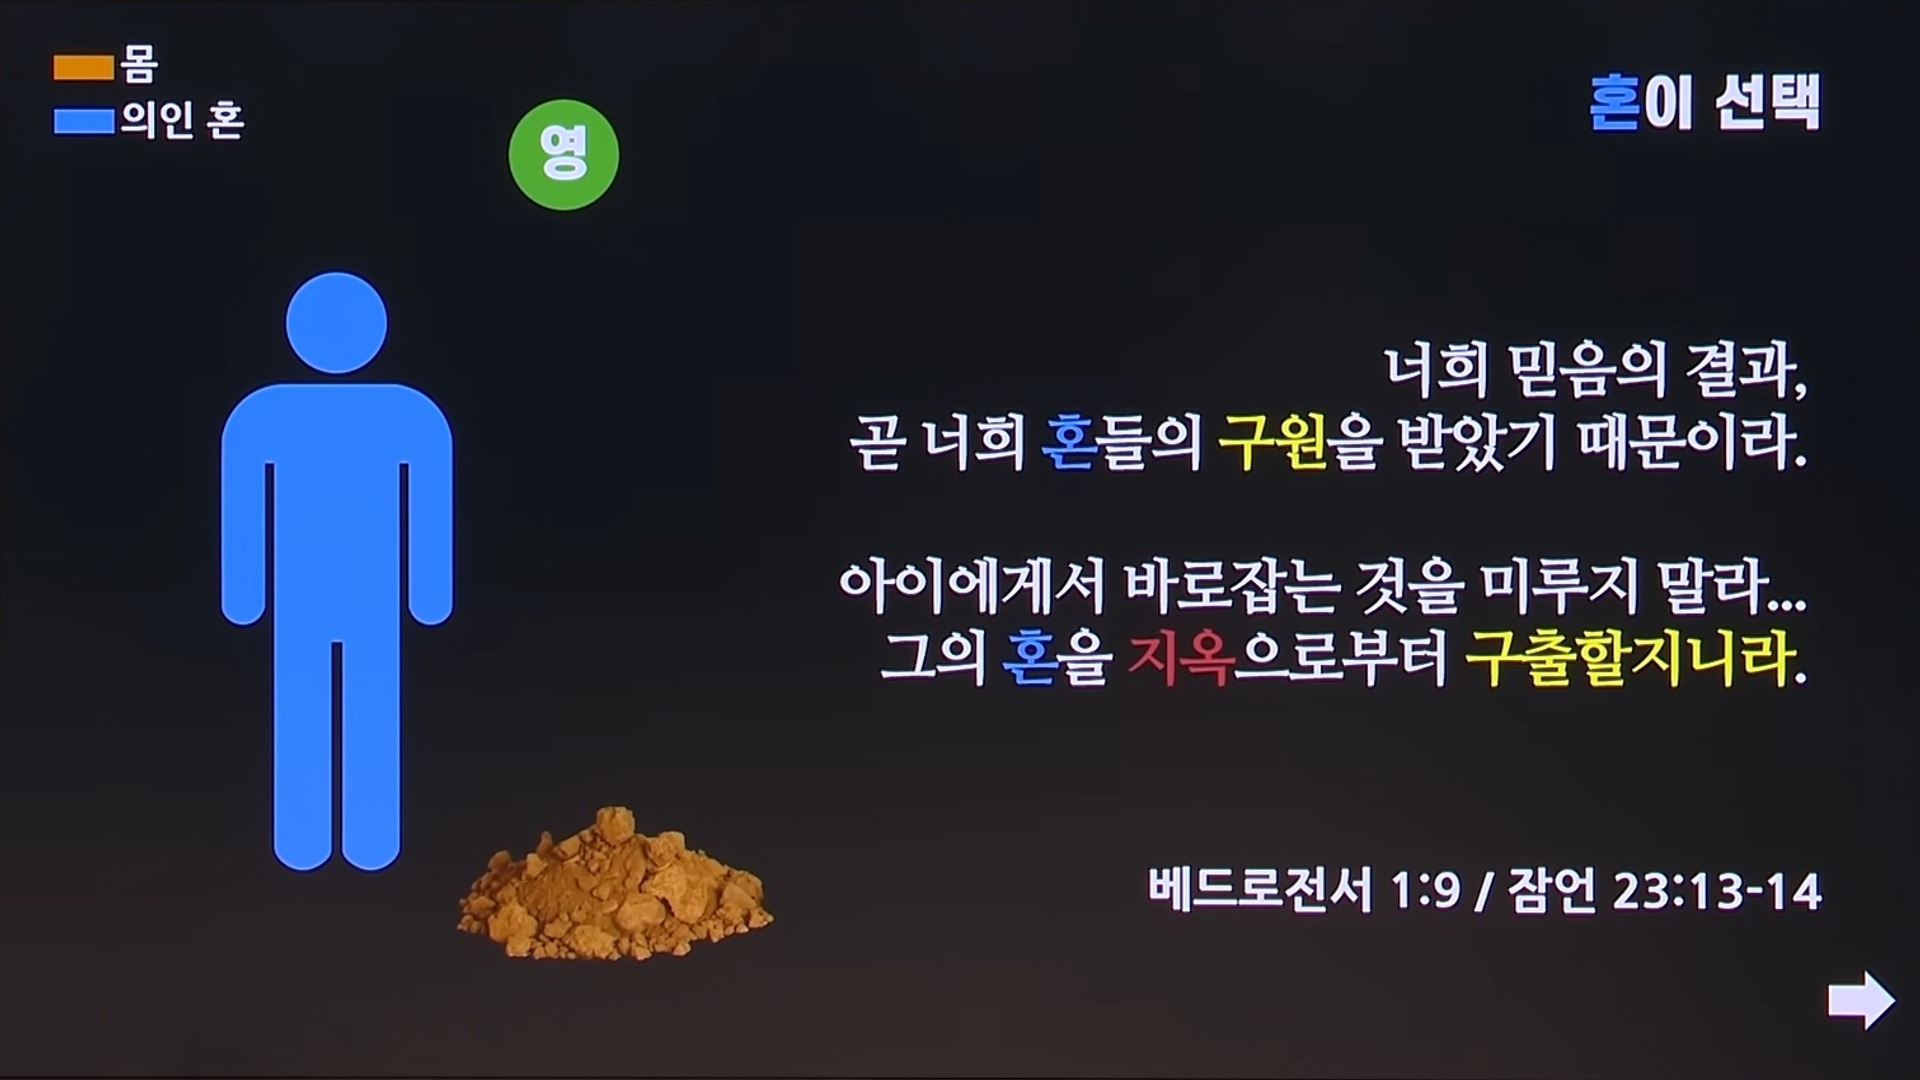 몸
의인 혼
영
혼이 선택
너희 믿음의 결과,
곧 너희 혼들의 구원을 받았기 때문이라.
아이에게서 바로잡는 것을 미루지 말라...
그의 혼을 지옥으로부터 구출할지니라.
베드로전서 1:9 / 잠언 23:13-14